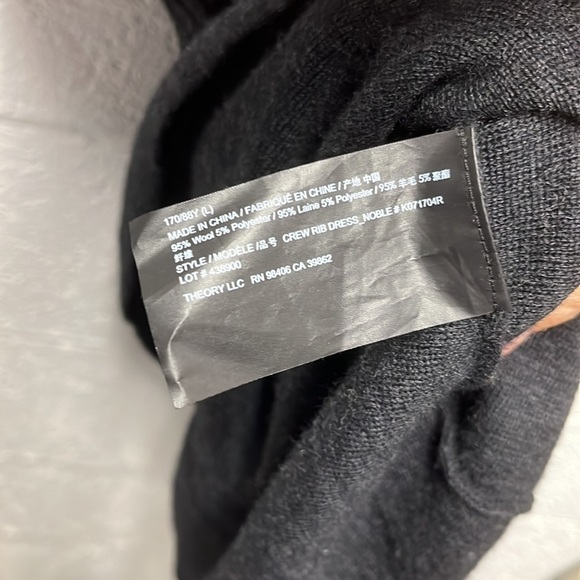 170/88Y (L)
MADE IN CHINA / FABRIQUÉ EN CHINE / 产地 中国
95% Wool 5% Polyester / 95% Laine 5% Polyester / 95% 羊毛 5% 聚酯
纤维
STYLE / MODÈLE / 品号 CREW RIB DRESS_NOBLE # K071704R
LOT # 438900
THEORY LLC RN 98406 CA 39862